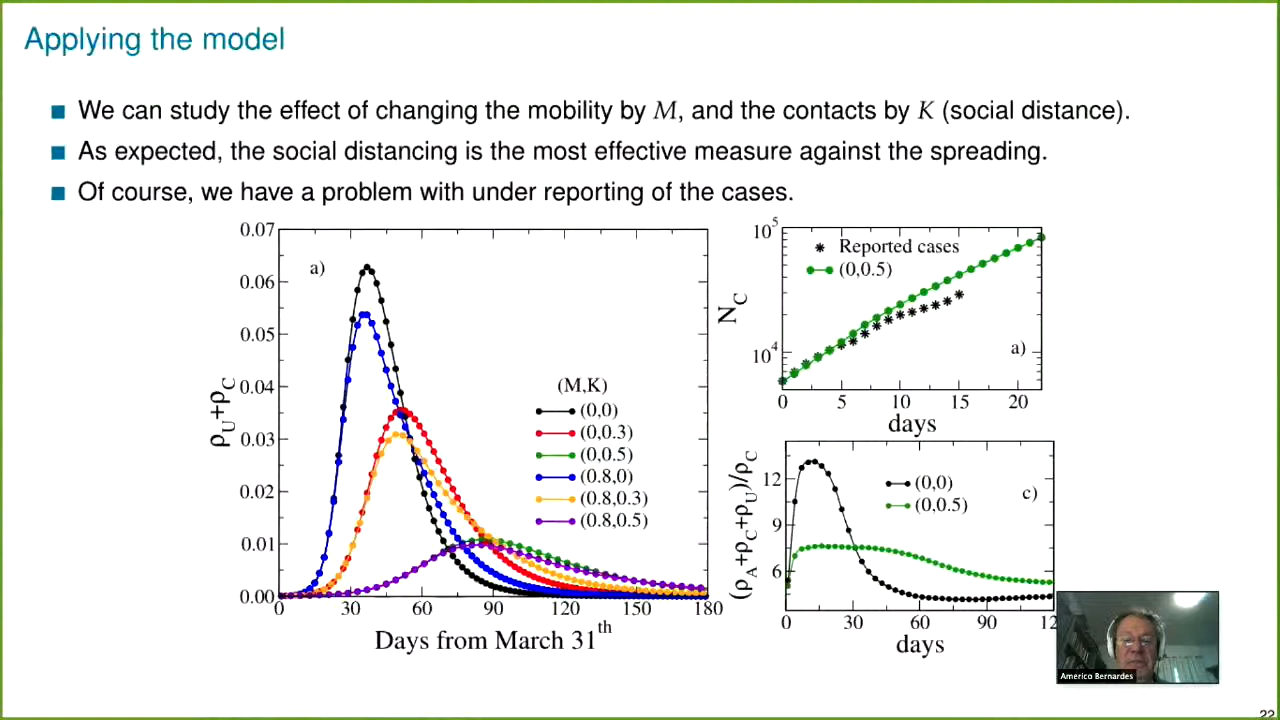 Applying the model
We can study the effect of changing the mobility by M, and the contacts by K (social distance).
As expected, the social distancing is the most effective measure against the spreading.
Of course, we have a problem with under reporting of the cases.
0.07
0.06
0.05
0.04
0.03
0.02
0.01
0.00
ρU+ρC
a)
(M,K)
(0,0)
(0,0.3)
(0,0.5)
(0.8,0)
(0.8,0.3)
(0.8,0.5)
0 30 60 90 120 150 180
Days from March 31th
10^5
10^4
NC
Reported cases
(0,0.5)
a)
0 5 10 15 20
days
12
9
6
(ρA+ρC+ρU)/ρC
(0,0)
(0,0.5)
c)
0 30 60 90 12
days
Americo Bernardes
22